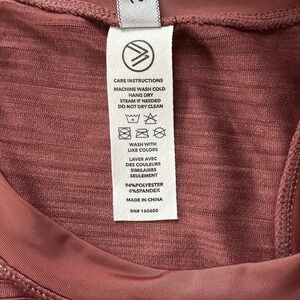 CARE INSTRUCTIONS
MACHINE WASH COLD
HANG DRY
STEAM IF NEEDED
DO NOT DRY CLEAN
WASH WITH
LIKE COLORS
LAVER AVEC
DES COULEURS
SIMILAIRES
SEULEMENT
94%POLYESTER
6%SPANDEX
MADE IN CHINA
RN# 160605